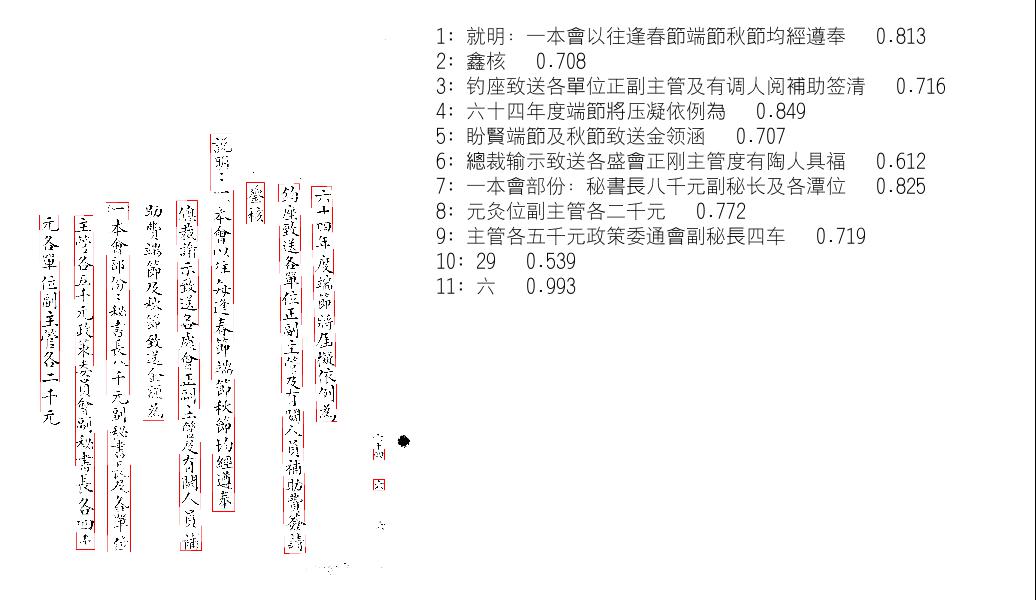 六十四年度端節將屆擬依例為
鈞座致送各單位正副主管及有關人員補助費簽請
鑒核
說明：一本會以往每逢春節端節秋節均經遵奉
總裁諭示致送各處會正副主管及有關人員補
助費端節及秋節致送金額為
一本會部份：秘書長八千元副秘書長及各單位
主管各五千元政策委員會副秘書長各四千
元各單位副主管各二千元
1: 就明: 一本會以往逢春節端節秋節均經遵奉 0.813
2: 鑫核 0.708
3: 钓座致送各單位正副主管及有调人阅補助签清 0.716
4: 六十四年度端節將压凝依例為 0.849
5: 盼賢端節及秋節致送金领涵 0.707
6: 總裁输示致送各盛會正刚主管度有陶人具福 0.612
7: 一本會部份: 秘書長八千元副秘长及各潭位 0.825
8: 元灸位副主管各二千元 0.772
9: 主管各五千元政策委通會副秘長四车 0.719
10: 29 0.539
11: 六 0.993